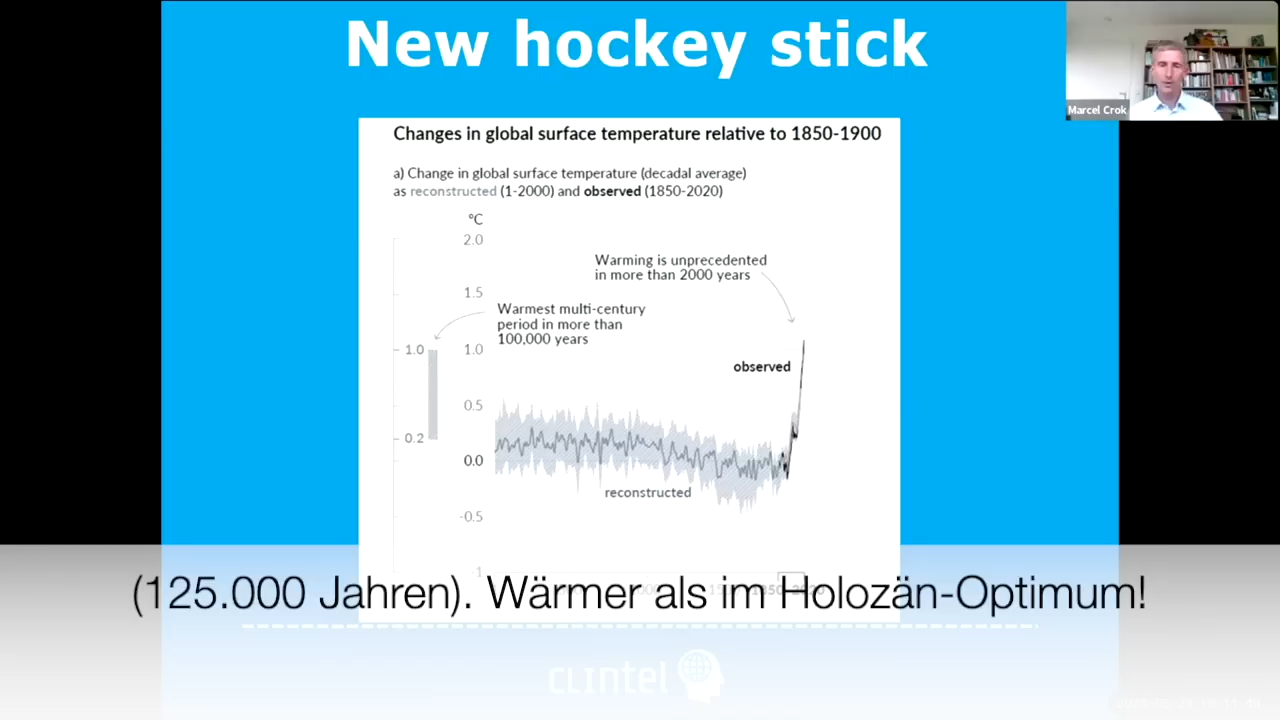 New hockey stick
Marcel Crok
Changes in global surface temperature relative to 1850-1900
a) Change in global surface temperature (decadal average)
as reconstructed (1-2000) and observed (1850-2020)
°C
2.0
Warming is unprecedented
in more than 2000 years
1.5
Warmest multi-century
period in more than
100,000 years
1.0
1.0
observed
0.5
0.2
0.0
reconstructed
-0.5
(125.000 Jahren). Wärmer als im Holozän-Optimum!
CLINTEL